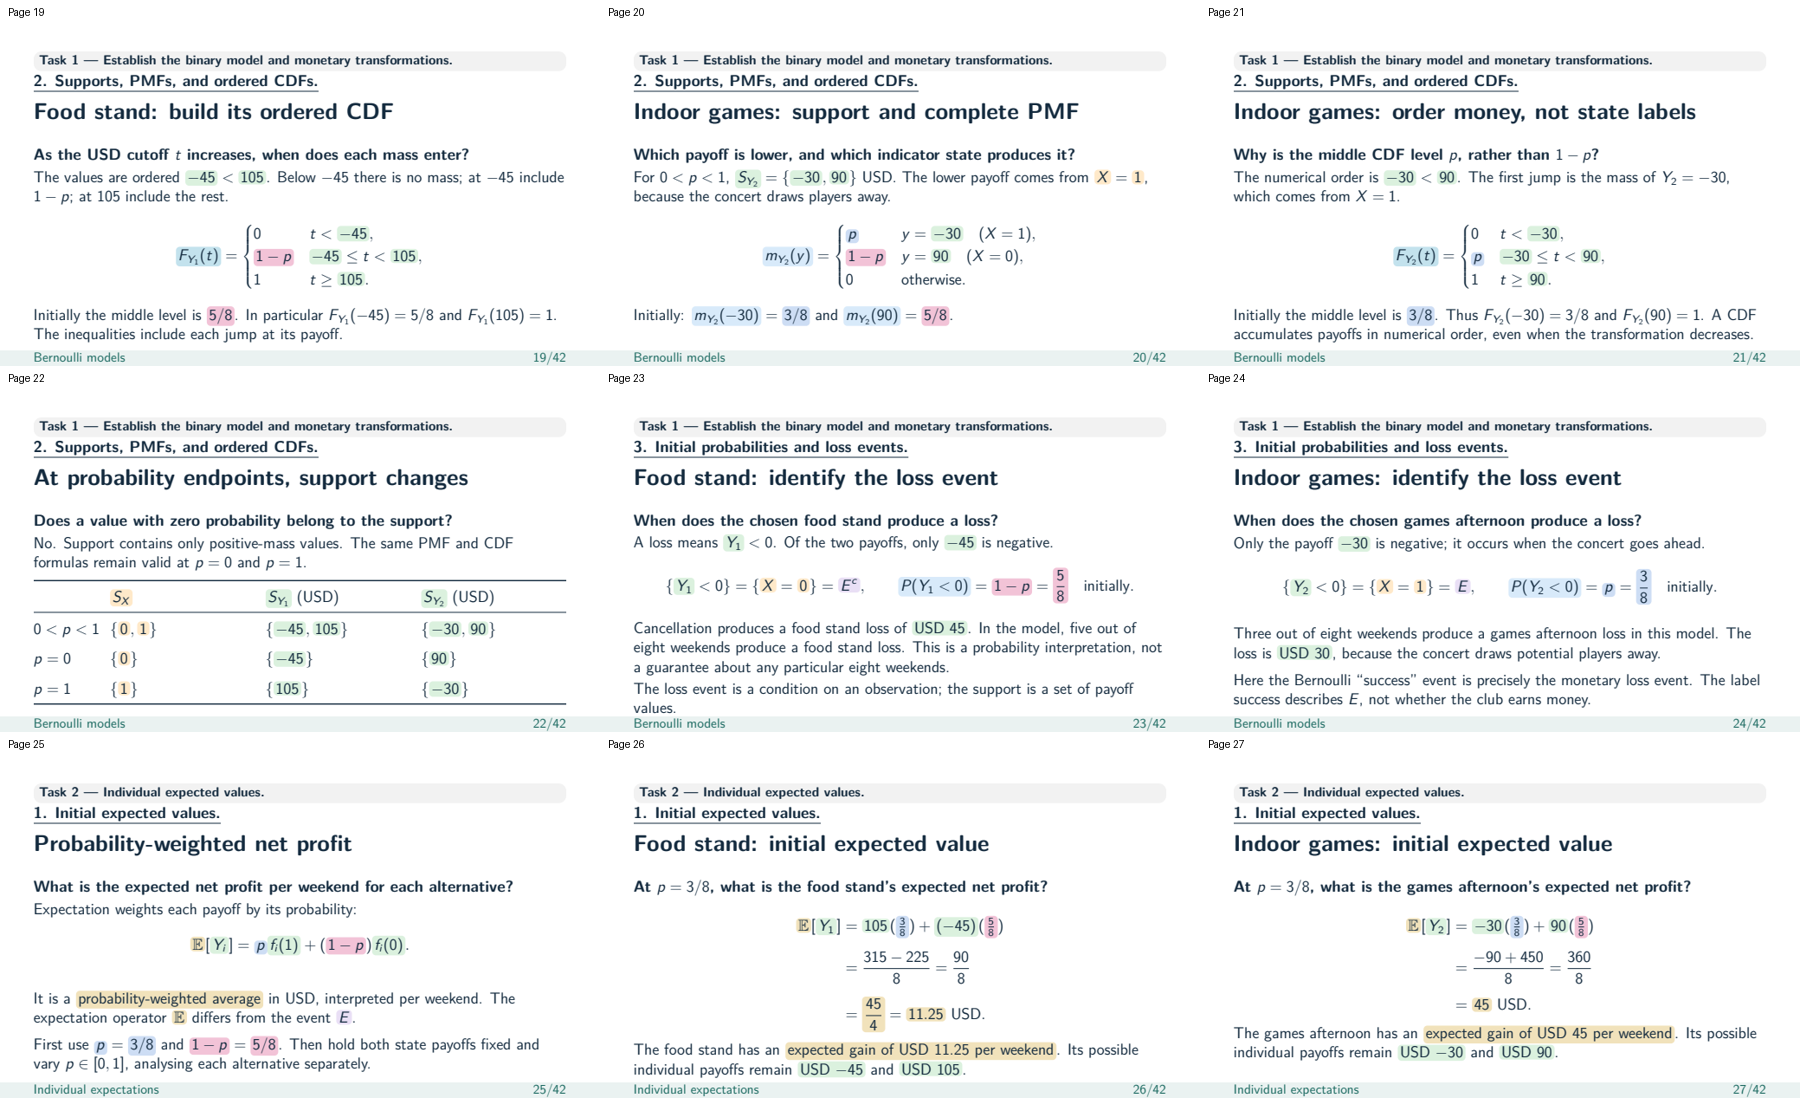 Page 19
Task 1 — Establish the binary model and monetary transformations.
2. Supports, PMFs, and ordered CDFs.
Food stand: build its ordered CDF
As the USD cutoff t increases, when does each mass enter?
The values are ordered −45 < 105. Below −45 there is no mass; at −45 include
1 − p; at 105 include the rest.
F_{Y_1}(t) = { 0 t < −45,
1 − p −45 ≤ t < 105,
1 t ≥ 105.
Initially the middle level is 5/8. In particular F_{Y_1}(−45) = 5/8 and F_{Y_1}(105) = 1.
The inequalities include each jump at its payoff.
Bernoulli models 19/42
Page 20
Task 1 — Establish the binary model and monetary transformations.
2. Supports, PMFs, and ordered CDFs.
Indoor games: support and complete PMF
Which payoff is lower, and which indicator state produces it?
For 0 < p < 1, S_{Y_2} = {−30, 90} USD. The lower payoff comes from X = 1,
because the concert draws players away.
m_{Y_2}(y) = { p y = −30 (X = 1),
1 − p y = 90 (X = 0),
0 otherwise.
Initially: m_{Y_2}(−30) = 3/8 and m_{Y_2}(90) = 5/8.
Bernoulli models 20/42
Page 21
Task 1 — Establish the binary model and monetary transformations.
2. Supports, PMFs, and ordered CDFs.
Indoor games: order money, not state labels
Why is the middle CDF level p, rather than 1 − p?
The numerical order is −30 < 90. The first jump is the mass of Y_2 = −30,
which comes from X = 1.
F_{Y_2}(t) = { 0 t < −30,
p −30 ≤ t < 90,
1 t ≥ 90.
Initially the middle level is 3/8. Thus F_{Y_2}(−30) = 3/8 and F_{Y_2}(90) = 1. A CDF
accumulates payoffs in numerical order, even when the transformation decreases.
Bernoulli models 21/42
Page 22
Task 1 — Establish the binary model and monetary transformations.
2. Supports, PMFs, and ordered CDFs.
At probability endpoints, support changes
Does a value with zero probability belong to the support?
No. Support contains only positive-mass values. The same PMF and CDF
formulas remain valid at p = 0 and p = 1.
S_X S_{Y_1} (USD) S_{Y_2} (USD)
0 < p < 1 {0, 1} {−45, 105} {−30, 90}
p = 0 {0} {−45} {90}
p = 1 {1} {105} {−30}
Bernoulli models 22/42
Page 23
Task 1 — Establish the binary model and monetary transformations.
3. Initial probabilities and loss events.
Food stand: identify the loss event
When does the chosen food stand produce a loss?
A loss means Y_1 < 0. Of the two payoffs, only −45 is negative.
{Y_1 < 0} = {X = 0} = E^c, P(Y_1 < 0) = 1 − p = 5/8 initially.
Cancellation produces a food stand loss of USD 45. In the model, five out of
eight weekends produce a food stand loss. This is a probability interpretation, not
a guarantee about any particular eight weekends.
The loss event is a condition on an observation; the support is a set of payoff
values.
Bernoulli models 23/42
Page 24
Task 1 — Establish the binary model and monetary transformations.
3. Initial probabilities and loss events.
Indoor games: identify the loss event
When does the chosen games afternoon produce a loss?
Only the payoff −30 is negative; it occurs when the concert goes ahead.
{Y_2 < 0} = {X = 1} = E, P(Y_2 < 0) = p = 3/8 initially.
Three out of eight weekends produce a games afternoon loss in this model. The
loss is USD 30, because the concert draws potential players away.
Here the Bernoulli “success” event is precisely the monetary loss event. The label
success describes E, not whether the club earns money.
Bernoulli models 24/42
Page 25
Task 2 — Individual expected values.
1. Initial expected values.
Probability-weighted net profit
What is the expected net profit per weekend for each alternative?
Expectation weights each payoff by its probability:
𝔼[Y_i] = p f_i(1) + (1 − p) f_i(0).
It is a probability-weighted average in USD, interpreted per weekend. The
expectation operator 𝔼 differs from the event E.
First use p = 3/8 and 1 − p = 5/8. Then hold both state payoffs fixed and
vary p ∈ [0, 1], analysing each alternative separately.
Individual expectations 25/42
Page 26
Task 2 — Individual expected values.
1. Initial expected values.
Food stand: initial expected value
At p = 3/8, what is the food stand’s expected net profit?
𝔼[Y_1] = 105(3/8) + (−45)(5/8)
= (315 − 225)/8 = 90/8
= 45/4 = 11.25 USD.
The food stand has an expected gain of USD 11.25 per weekend. Its possible
individual payoffs remain USD −45 and USD 105.
Individual expectations 26/42
Page 27
Task 2 — Individual expected values.
1. Initial expected values.
Indoor games: initial expected value
At p = 3/8, what is the games afternoon’s expected net profit?
𝔼[Y_2] = −30(3/8) + 90(5/8)
= (−90 + 450)/8 = 360/8
= 45 USD.
The games afternoon has an expected gain of USD 45 per weekend. Its possible
individual payoffs remain USD −30 and USD 90.
Individual expectations 27/42